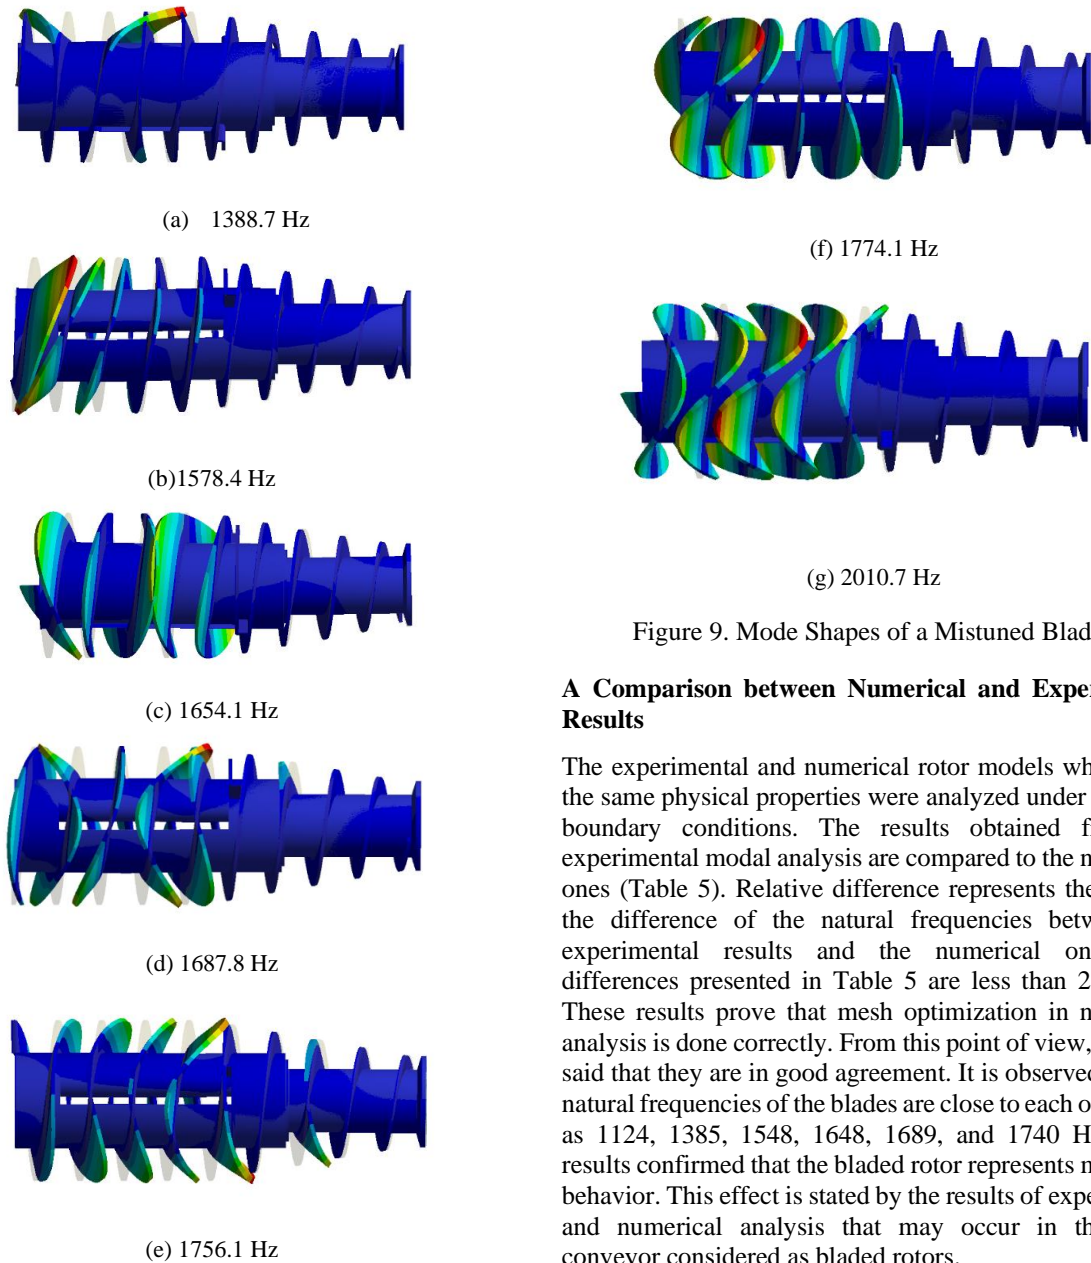 (a) 1388.7 Hz
(b)1578.4 Hz
(c) 1654.1 Hz
(d) 1687.8 Hz
(e) 1756.1 Hz
(f) 1774.1 Hz
(g) 2010.7 Hz
Figure 9. Mode Shapes of a Mistuned Blad
A Comparison between Numerical and Exper
Results
The experimental and numerical rotor models wh
the same physical properties were analyzed under
boundary conditions. The results obtained f
experimental modal analysis are compared to the n
ones (Table 5). Relative difference represents the
the difference of the natural frequencies betw
experimental results and the numerical on
differences presented in Table 5 are less than 2
These results prove that mesh optimization in n
analysis is done correctly. From this point of view,
said that they are in good agreement. It is observed
natural frequencies of the blades are close to each o
as 1124, 1385, 1548, 1648, 1689, and 1740 H
results confirmed that the bladed rotor represents n
behavior. This effect is stated by the results of expe
and numerical analysis that may occur in th
conveyor considered as bladed rotors.